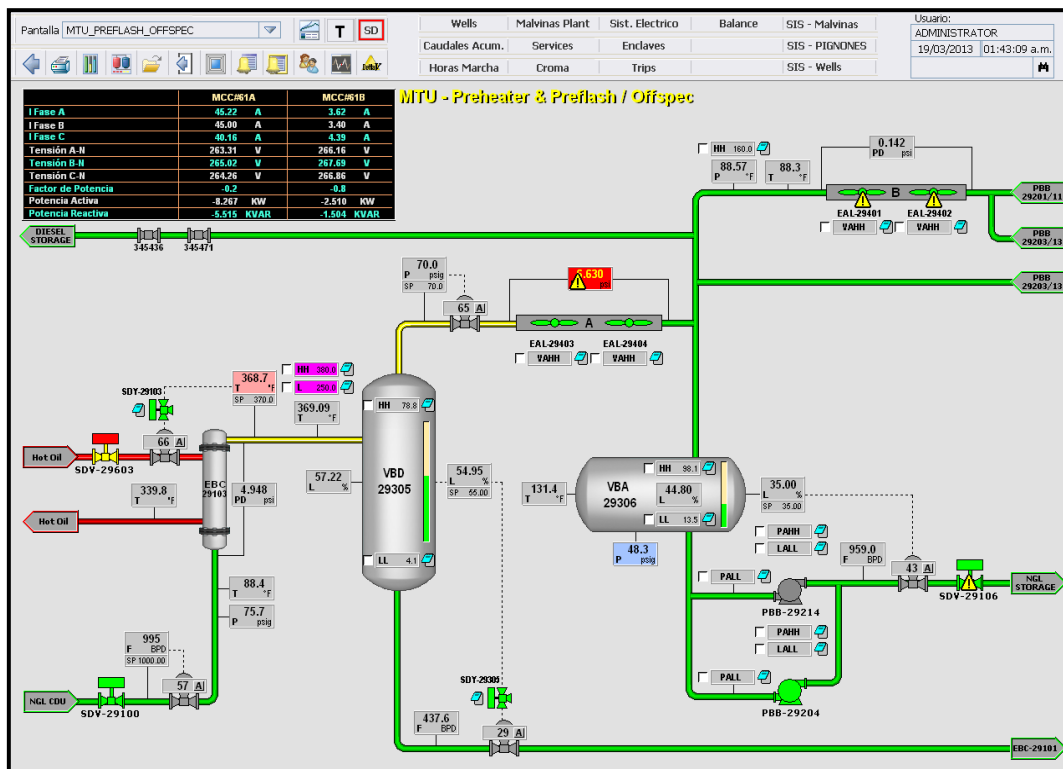 Pantalla MTU_PREFLASH_OFFSPEC
T SD
Wells Malvinas Plant Sist. Electrico Balance SIS - Malvinas
Caudales Acum. Services Enclaves SIS - PIGNONES
Horas Marcha Croma Trips SIS - Wells
Usuario:
ADMINISTRATOR
19/03/2013 01:43:09 a.m.
MTU - Preheater & Preflash / Offspec
MCC#61A MCC#61B
I Fase A 45.22 A 3.62 A
I Fase B 45.00 A 3.40 A
I Fase C 40.16 A 4.39 A
Tensión A-N 263.31 V 266.16 V
Tensión B-N 265.02 V 267.69 V
Tensión C-N 264.26 V 266.86 V
Factor de Potencia -0.2 -0.8
Potencia Activa -8.267 KW -2.510 KW
Potencia Reactiva -5.515 KVAR -1.504 KVAR
HH 160.0
88.57
P °F
88.3
T °F
0.142
PD psi
B
EAL-29401 EAL-29402
VAHH VAHH
PBB
29201/11
PBB
29203/13
PBB
29203/13
DIESEL
STORAGE
345436 345471
70.0
P psig
SP 70.0
65 A
.630
psi
A
EAL-29403 EAL-29404
VAHH VAHH
SDY-29103
368.7
T °F
SP 370.0
HH 380.0
L 250.0
369.09
T °F
66 A
Hot Oil
SDV-29603
EBC
29103
339.8
T °F
4.948
PD psi
Hot Oil
HH 78.8
VBD
29305
57.22
L %
54.95
L %
SP 55.00
LL 4.1
HH 98.1
VBA
29306
44.80
L %
LL 13.5
131.4
T °F
48.3
P psig
35.00
L %
SP 35.00
PAHH
LALL
959.0
F BPD
43 A
SDV-29106
NGL
STORAGE
PALL
PBB-29214
PAHH
LALL
PALL
PBB-29204
88.4
T °F
75.7
P psig
995
F BPD
SP 1000.00
57 A
NGL CDU
SDV-29100
SDY-29305
437.6
F BPD
29 A
EBC-29101